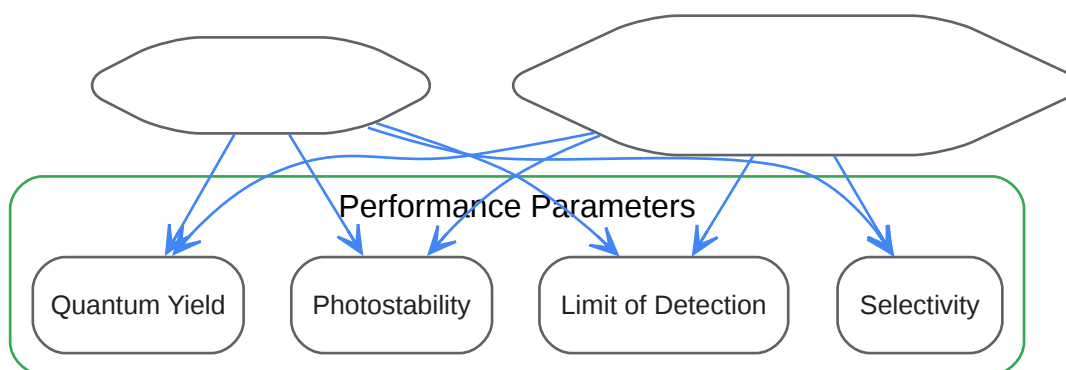 Performance Parameters
Quantum Yield
Photostability
Limit of Detection
Selectivity